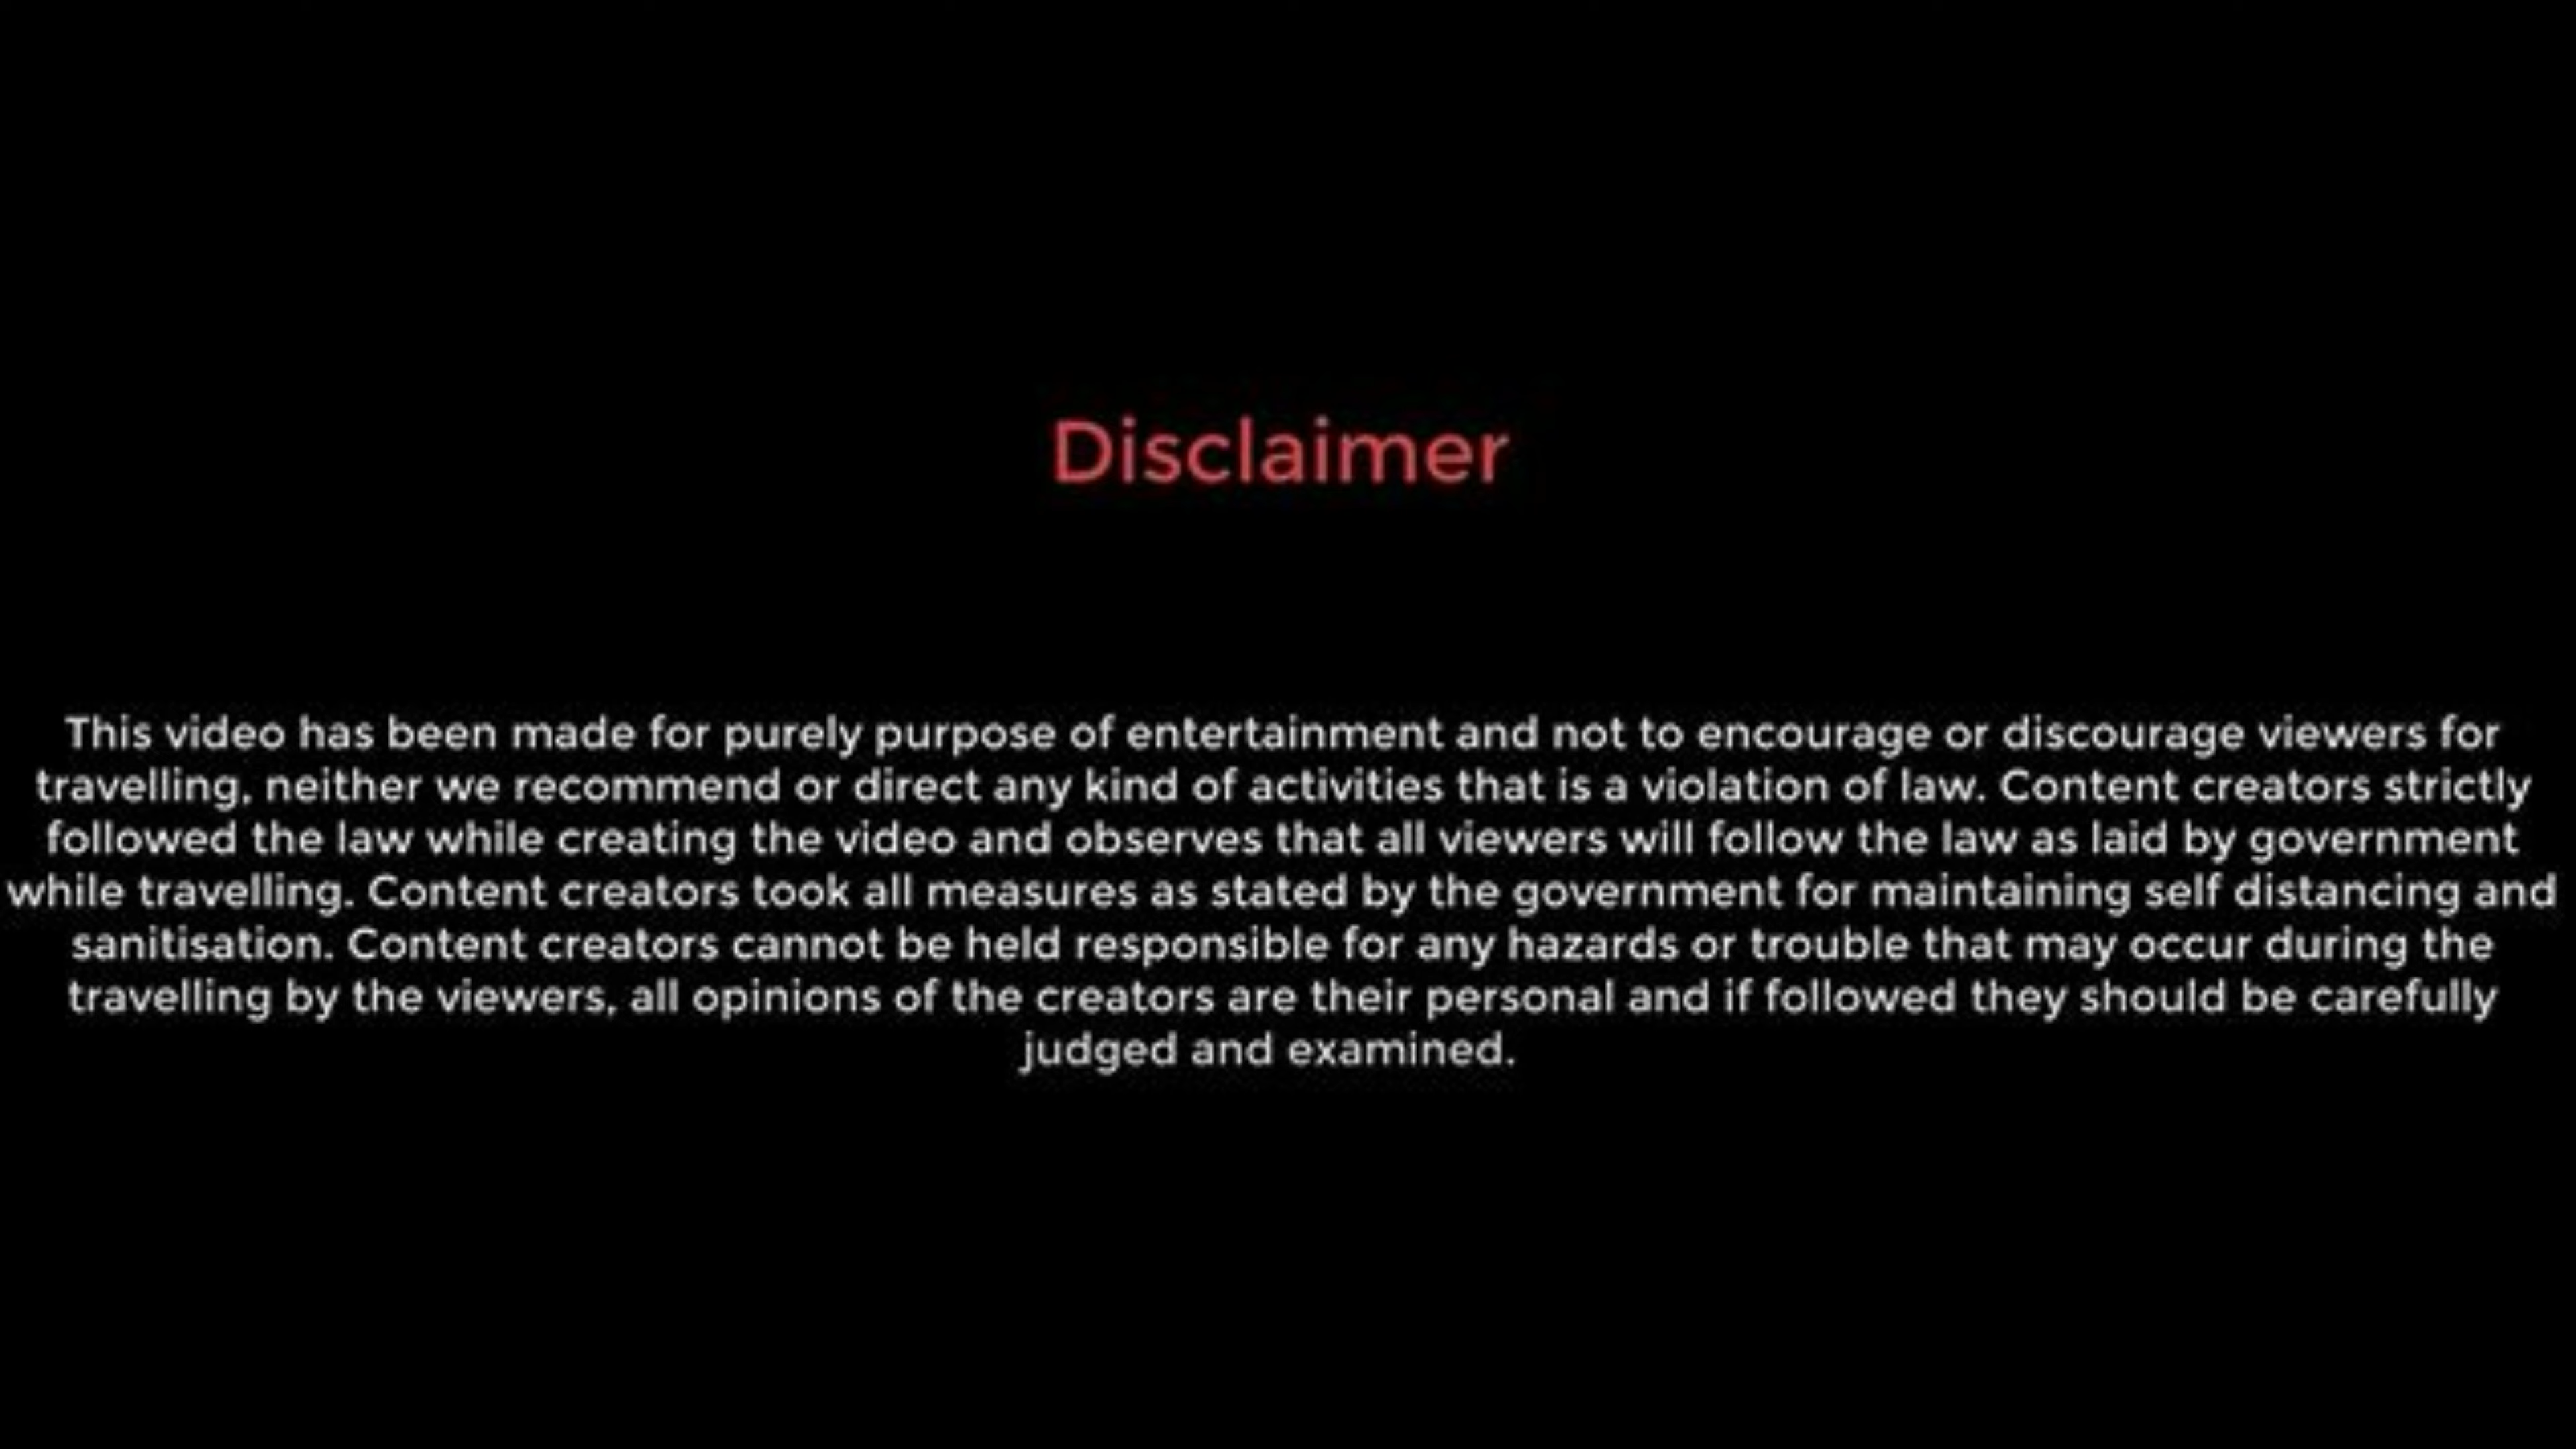 Disclaimer
This video has been made for purely purpose of entertainment and not to encourage or discourage viewers for
travelling, neither we recommend or direct any kind of activities that is a violation of law. Content creators strictly
followed the law while creating the video and observes that all viewers will follow the law as laid by government
while travelling. Content creators took all measures as stated by the government for maintaining self distancing and
sanitisation. Content creators cannot be held responsible for any hazards or trouble that may occur during the
travelling by the viewers, all opinions of the creators are their personal and if followed they should be carefully
judged and examined.